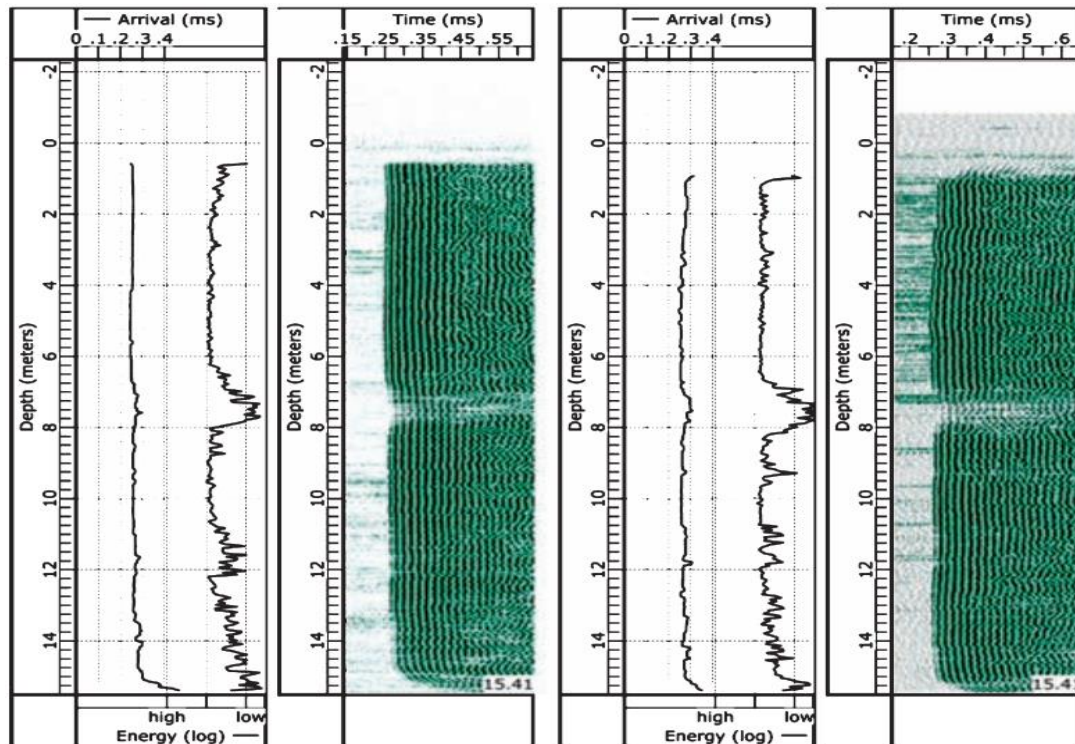 Arrival (ms)
0 .1 .2 .3 .4
Time (ms)
.15 .25 .35 .45 .55
Arrival (ms)
0 .1 .2 .3 .4
Time (ms)
.2 .3 .4 .5 .6
Depth (meters)
-2
0
2
4
6
8
10
12
14
Depth (meters)
-2
0
2
4
6
8
10
12
14
Depth (meters)
-2
0
2
4
6
8
10
12
14
Depth (meters)
-2
0
2
4
6
8
10
12
14
15.41
15.41
high low
Energy (log)
high low
Energy (log)